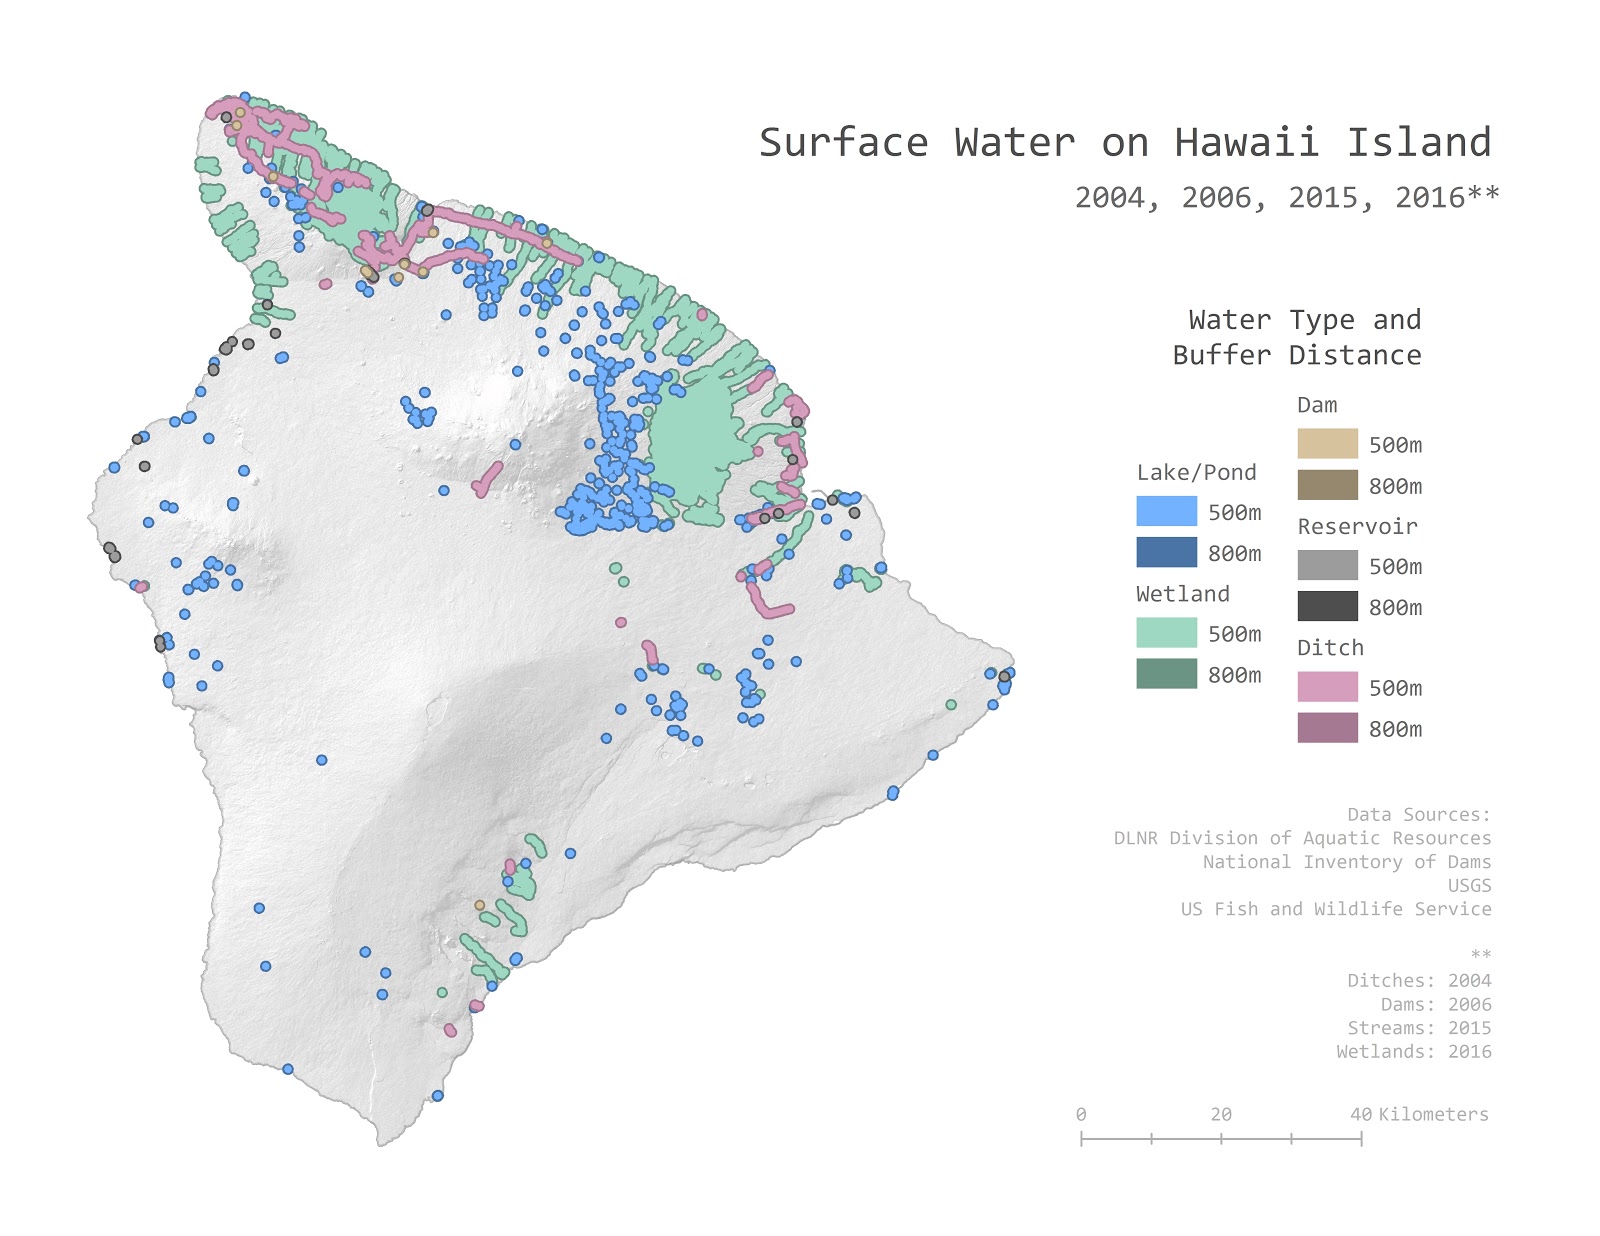 Surface Water on Hawaii Island
2004, 2006, 2015, 2016**
Water Type and
Buffer Distance
Lake/Pond
500m
800m
Wetland
500m
800m
Dam
500m
800m
Reservoir
500m
800m
Ditch
500m
800m
Data Sources:
DLNR Division of Aquatic Resources
National Inventory of Dams
USGS
US Fish and Wildlife Service
**
Ditches: 2004
Dams: 2006
Streams: 2015
Wetlands: 2016
0 20 40 Kilometers